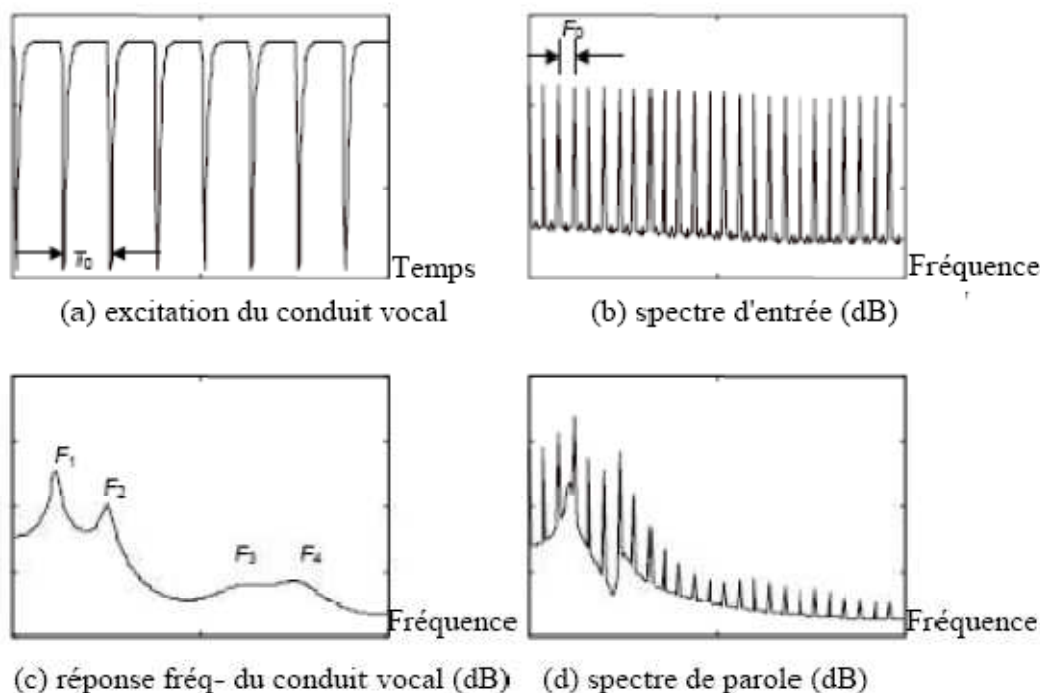 F0
T0
Temps
Fréquence
(a) excitation du conduit vocal
(b) spectre d'entrée (dB)
F1
F2
F3
F4
Fréquence
Fréquence
(c) réponse fréq- du conduit vocal (dB)
(d) spectre de parole (dB)